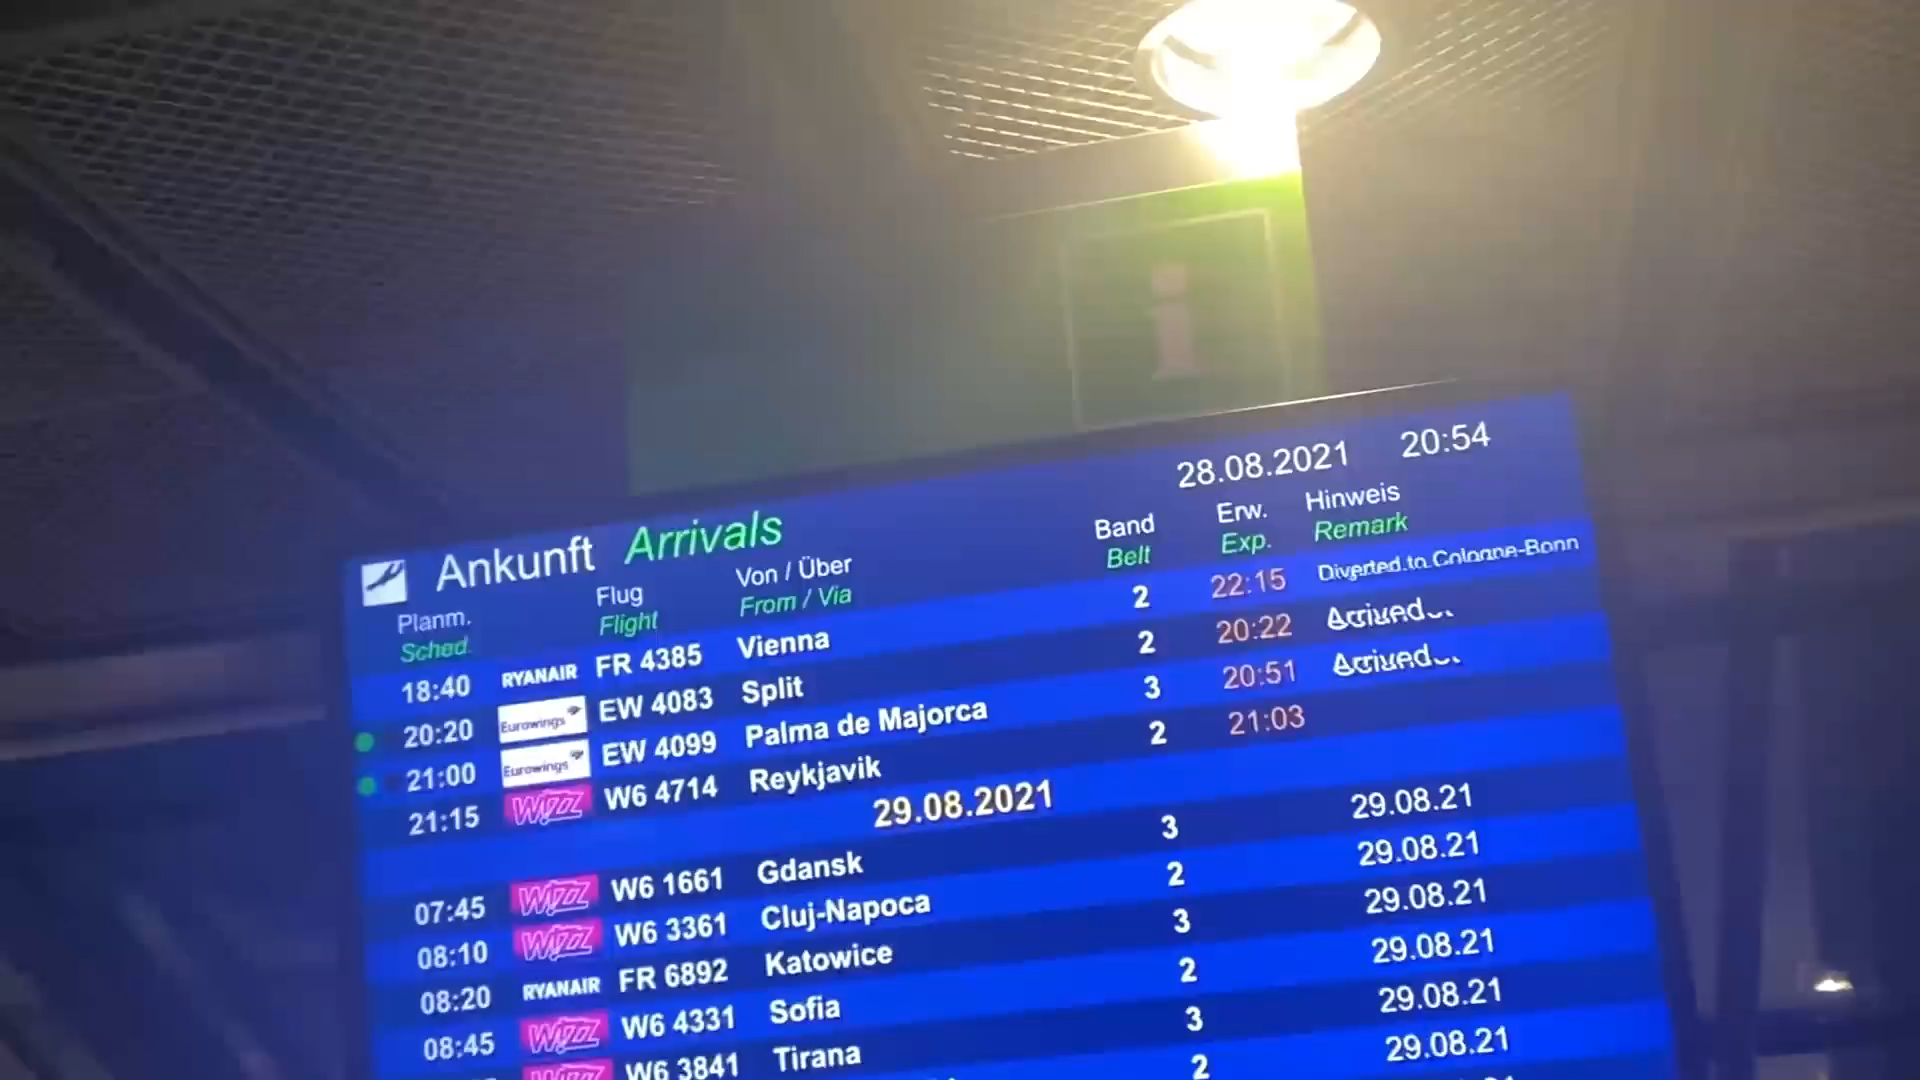 i
28.08.2021 20:54
Ankunft Arrivals
Planm. Flug Von / Über Band Erw. Hinweis
Sched. Flight From / Via Belt Exp. Remark
18:40 RYANAIR FR 4385 Vienna 2 22:15 Diverted to Cologne-Bonn
20:20 Eurowings EW 4083 Split 2 20:22 Arrived
21:00 Eurowings EW 4099 Palma de Majorca 3 20:51 Arrived
21:15 WIZZ W6 4714 Reykjavik 2 21:03
29.08.2021
07:45 WIZZ W6 1661 Gdansk 3 29.08.21
08:10 WIZZ W6 3361 Cluj-Napoca 2 29.08.21
08:20 RYANAIR FR 6892 Katowice 3 29.08.21
08:45 WIZZ W6 4331 Sofia 2 29.08.21
WIZZ W6 3841 Tirana 3 29.08.21
2 29.08.21